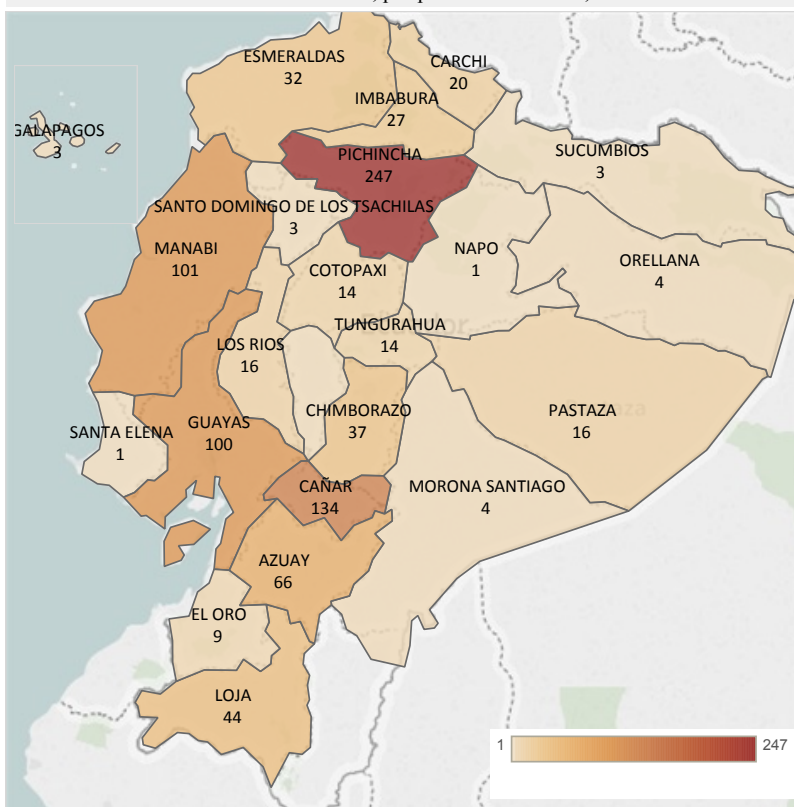 ESMERALDAS
32
CARCHI
20
IMBABURA
27
GALAPAGOS
3
PICHINCHA
247
SUCUMBIOS
3
SANTO DOMINGO DE LOS TSACHILAS
3
MANABI
101
NAPO
1
ORELLANA
4
COTOPAXI
14
TUNGURAHUA
14
LOS RIOS
16
CHIMBORAZO
37
PASTAZA
16
GUAYAS
100
SANTA ELENA
1
CAÑAR
134
MORONA SANTIAGO
4
AZUAY
66
EL ORO
9
LOJA
44
1
247